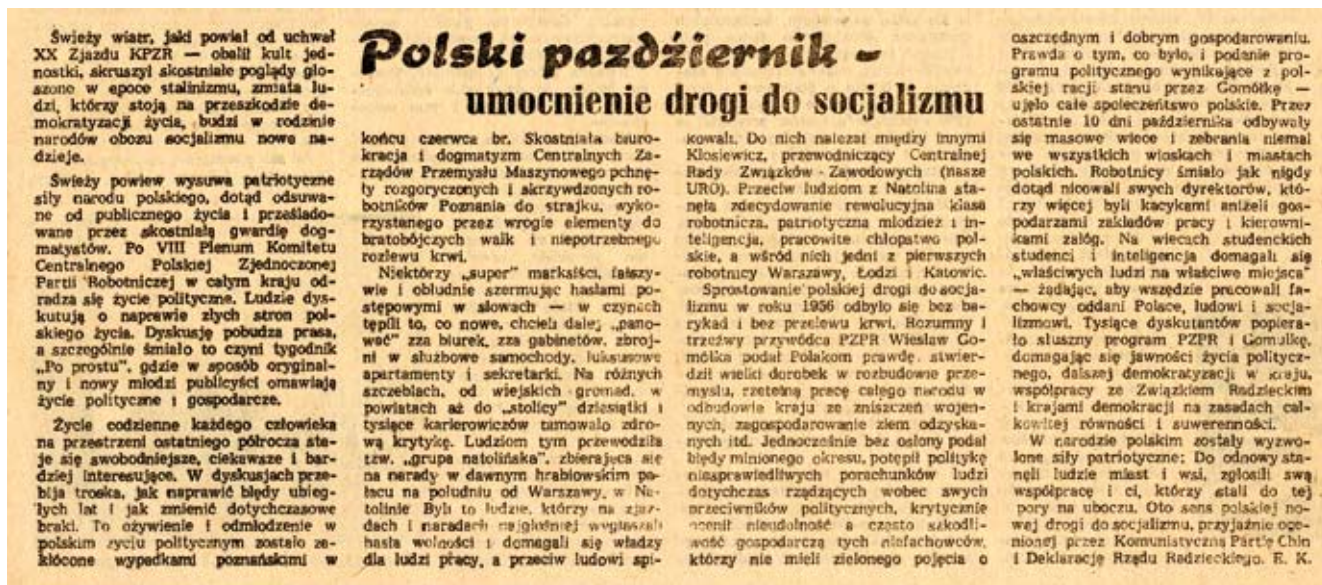 Polski pazdźiernik -
umocnienie drogi do socjalizmu
Świeży wiatr, jaki powiał od uchwał
XX Zjazdu KPZR — obalił kult jed-
nostki, skruszył skostniałe poglądy gło-
szone w epoce stalinizmu, zmiata lu-
dzi, którzy stoją na przeszkodzie de-
mokratyzacji życia, budzi w rodzinie
narodów obozu socjalizmu nowe na-
dzieje.
Świeży powiew wysuwa patriotyczne
siły narodu polskiego, dotąd odsuwa-
ne od publicznego życia i prześlado-
wane przez skostniałą gwardię dog-
matystów. Po VIII Plenum Komitetu
Centralnego Polskiej Zjednoczonej
Partii Robotniczej w całym kraju od-
radza się życie polityczne. Ludzie dys-
kutują o naprawie złych stron pol-
skiego życia. Dyskusję pobudza prasa,
a szczególnie śmiało to czyni tygodnik
„Po prostu", gdzie w sposób oryginal-
ny i nowy młodzi publicyści omawiają
życie polityczne i gospodarcze.
Życie codzienne każdego człowieka
na przestrzeni ostatniego półrocza sta-
je się swobodniejsze, ciekawsze i bar-
dziej interesujące. W dyskusjach prze-
bija troska, jak naprawić błędy ubieg-
łych lat i jak zmienić dotychczasowe
braki. To ożywienie i odmłodzenie w
polskim życiu politycznym zostało za-
kłócone wypadkami poznańskimi w
końcu czerwca br. Skostniała biuro-
kracja i dogmatyzm Centralnych Za-
rządów Przemysłu Maszynowego pchnę-
ły rozgoryczonych i skrzywdzonych ro-
botników Poznania do strajku, wyko-
rzystanego przez wrogie elementy do
bratobójczych walk i niepotrzebnego
rozlewu krwi.
Niektórzy „super" marksiści, fałszy-
wie i obłudnie szermując hasłami po-
stępowymi w słowach — w czynach
tępili to, co nowe, chcieli dalej „pano-
wać" zza biurek, zza gabinetów, zbroj-
ni w służbowe samochody, luksusowe
apartamenty i sekretarki. Na różnych
szczeblach, od wiejskich gromad, w
powiatach aż do „stolicy" dziesiątki i
tysiące karierowiczów tamowało zdro-
wą krytykę. Ludziom tym przewodziła
tzw. „grupa natolińska", zbierająca się
na narady w dawnym hrabiowskim pa-
łacu na południu od Warszawy, w Na-
tolinie Byli to ludzie, którzy na zjaz-
dach i naradach najgłośniej wygłaszali
hasła wolności i domagali się władzy
dla ludzi pracy, a przeciw ludowi spi-
kowali. Do nich należał między innymi
Kłosiewicz, przewodniczący Centralnej
Rady Związków Zawodowych (nasze
URO). Przeciw ludziom z Natolina sta-
nęła zdecydowanie rewolucyjna klasa
robotnicza, patriotyczna młodzież i in-
teligencja, pracowite chłopstwo pol-
skie, a wśród nich jedni z pierwszych
robotnicy Warszawy, Łodzi i Katowic.
Sprostowanie polskiej drogi do socja-
lizmu w roku 1956 odbyło się bez ba-
rykad i bez przelewu krwi. Rozumny i
trzeźwy przywódca PZPR Wiesław Go-
mółka podał Polakom prawdę, stwier-
dził wielki dorobek w rozbudowie prze-
mysłu, rzetelną pracę całego narodu w
odbudowie kraju ze zniszczeń wojen-
nych, zagospodarowanie ziem odzyska-
nych itd. Jednocześnie bez osłony podał
błędy minionego okresu, potępił politykę
niesprawiedliwych porachunków ludzi
dotychczas rządzących wobec swych
przeciwników politycznych, krytycznie
ocenił nieudolność a często szkodli-
wość gospodarczą tych niefachowców,
którzy nie mieli zielonego pojęcia o
oszczędnym i dobrym gospodarowaniu.
Prawda o tym, co było, i podanie pro-
gramu politycznego wynikające z pol-
skiej racji stanu przez Gomółkę —
ujęło całe społeczeńtswo polskie. Przez
ostatnie 10 dni października odbywały
się masowe wiece i zebrania niemal
we wszystkich wioskach i miastach
polskich. Robotnicy śmiało jak nigdy
dotąd nicowali swych dyrektorów, któ-
rzy więcej byli kacykami aniżeli gos-
podarzami zakładów pracy i kierowni-
kami załóg. Na wiecach studenckich
studenci i inteligencja domagali się
„właściwych ludzi na właściwe miejsca"
— żądając, aby wszędzie pracowali fa-
chowcy oddani Polsce, ludowi i socja-
lizmowi. Tysiące dyskutantów popiera-
ło słuszny program PZPR i Gomułkę,
domagając się jawności życia politycz-
nego, dalszej demokratyzacji w kraju,
współpracy ze Związkiem Radzieckim
i krajami demokracji na zasadach cał-
kowitej równości i suwerenności.
W narodzie polskim zostały wyzwo-
lone siły patriotyczne; Do odnowy sta-
nęli ludzie miast i wsi, zgłosili swą
współpracę i ci, którzy stali do tej
pory na uboczu. Oto sens polskiej no-
wej drogi do socjalizmu, przyjaźnie oce-
nionej przez Komunistyczną Partię Chin
i Deklarację Rządu Radzieckiego. E. K.